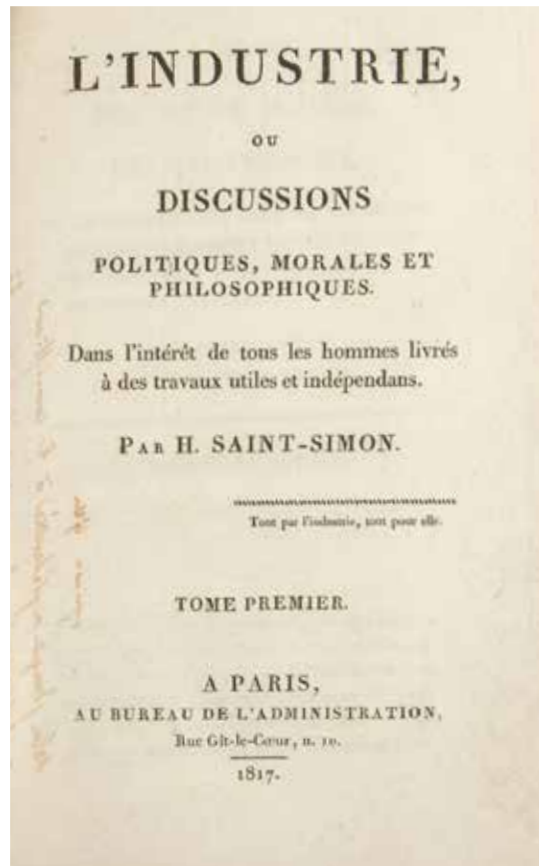 L'INDUSTRIE,
OU
DISCUSSIONS
POLITIQUES, MORALES ET
PHILOSOPHIQUES.
Dans l'intérêt de tous les hommes livrés
à des travaux utiles et indépendans.
PAR H. SAINT-SIMON.
Tout par l'industrie, tout pour elle.
TOME PREMIER.
A PARIS,
AU BUREAU DE L'ADMINISTRATION,
Rue Gît-le-Cœur, n. 10.
1817.